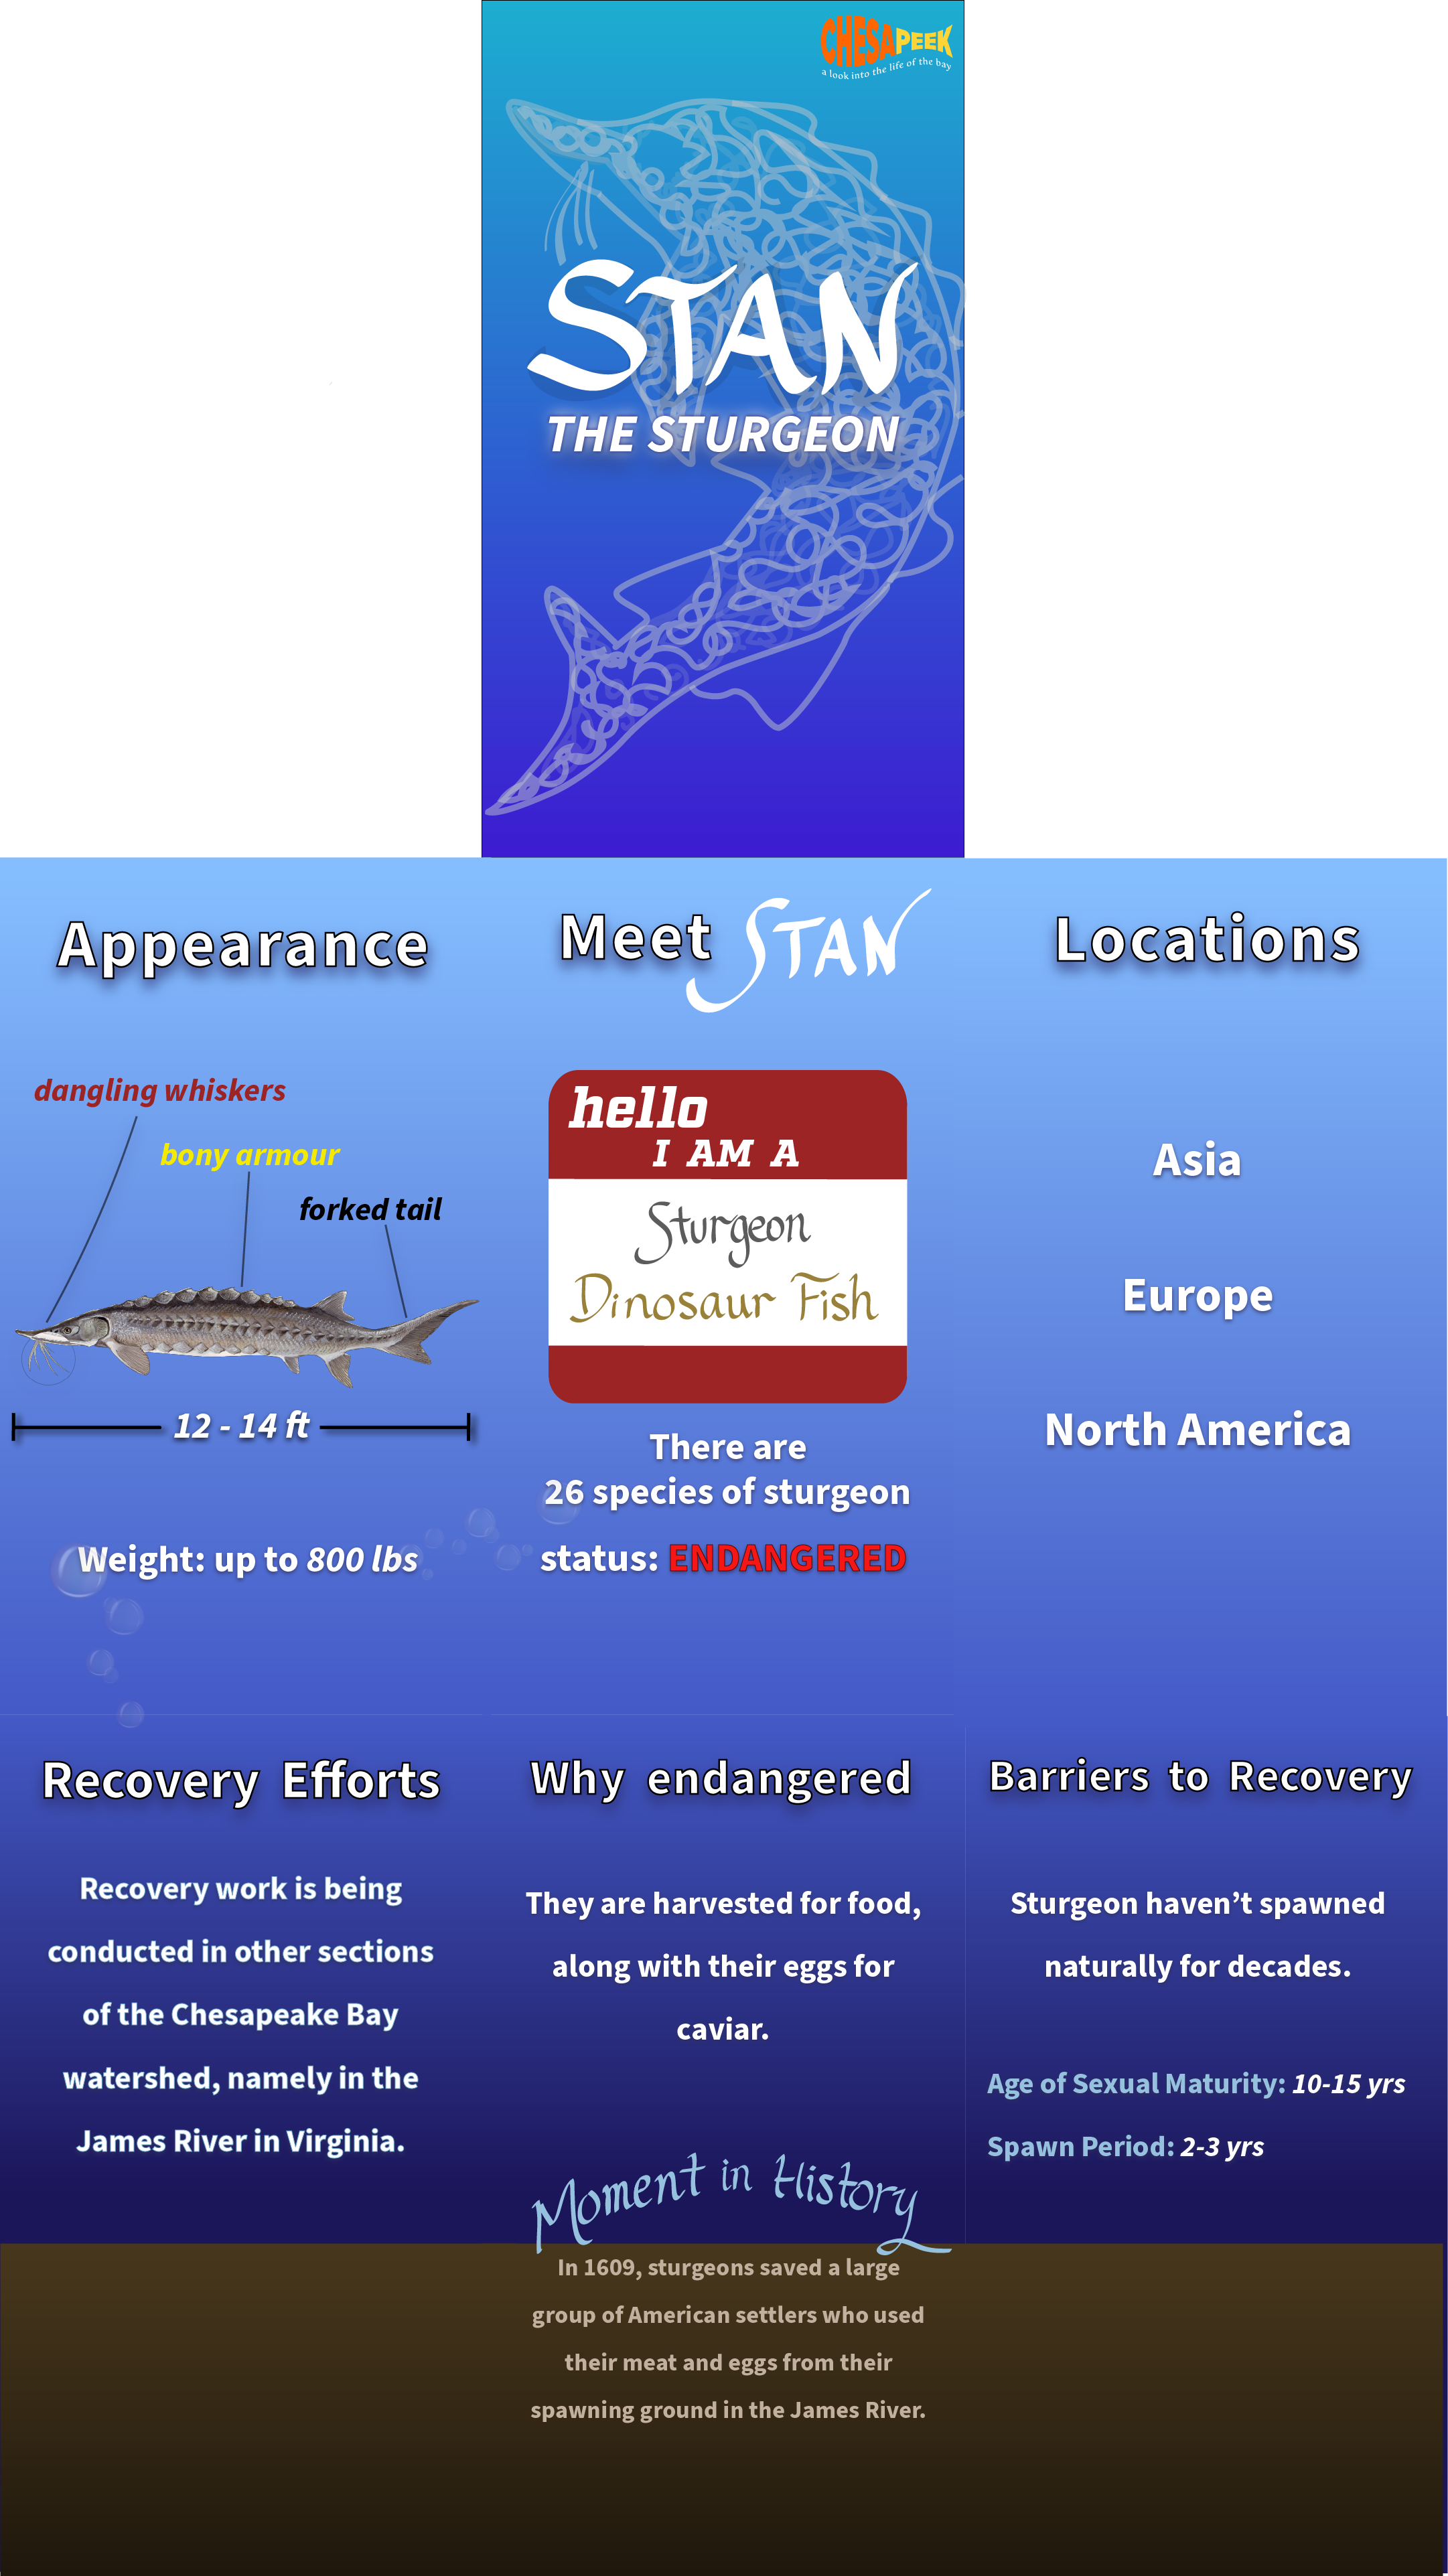 CHESAPEEK
a look into the life of the bay
STAN
THE STURGEON
Appearance
dangling whiskers
bony armour
forked tail
12 - 14 ft
Weight: up to 800 lbs
Meet STAN
hello
I AM A
Sturgeon
Dinosaur Fish
There are
26 species of sturgeon
status: ENDANGERED
Locations
Asia
Europe
North America
Recovery Efforts
Recovery work is being
conducted in other sections
of the Chesapeake Bay
watershed, namely in the
James River in Virginia.
Why endangered
They are harvested for food,
along with their eggs for
caviar.
Moment in History
In 1609, sturgeons saved a large
group of American settlers who used
their meat and eggs from their
spawning ground in the James River.
Barriers to Recovery
Sturgeon haven’t spawned
naturally for decades.
Age of Sexual Maturity: 10-15 yrs
Spawn Period: 2-3 yrs